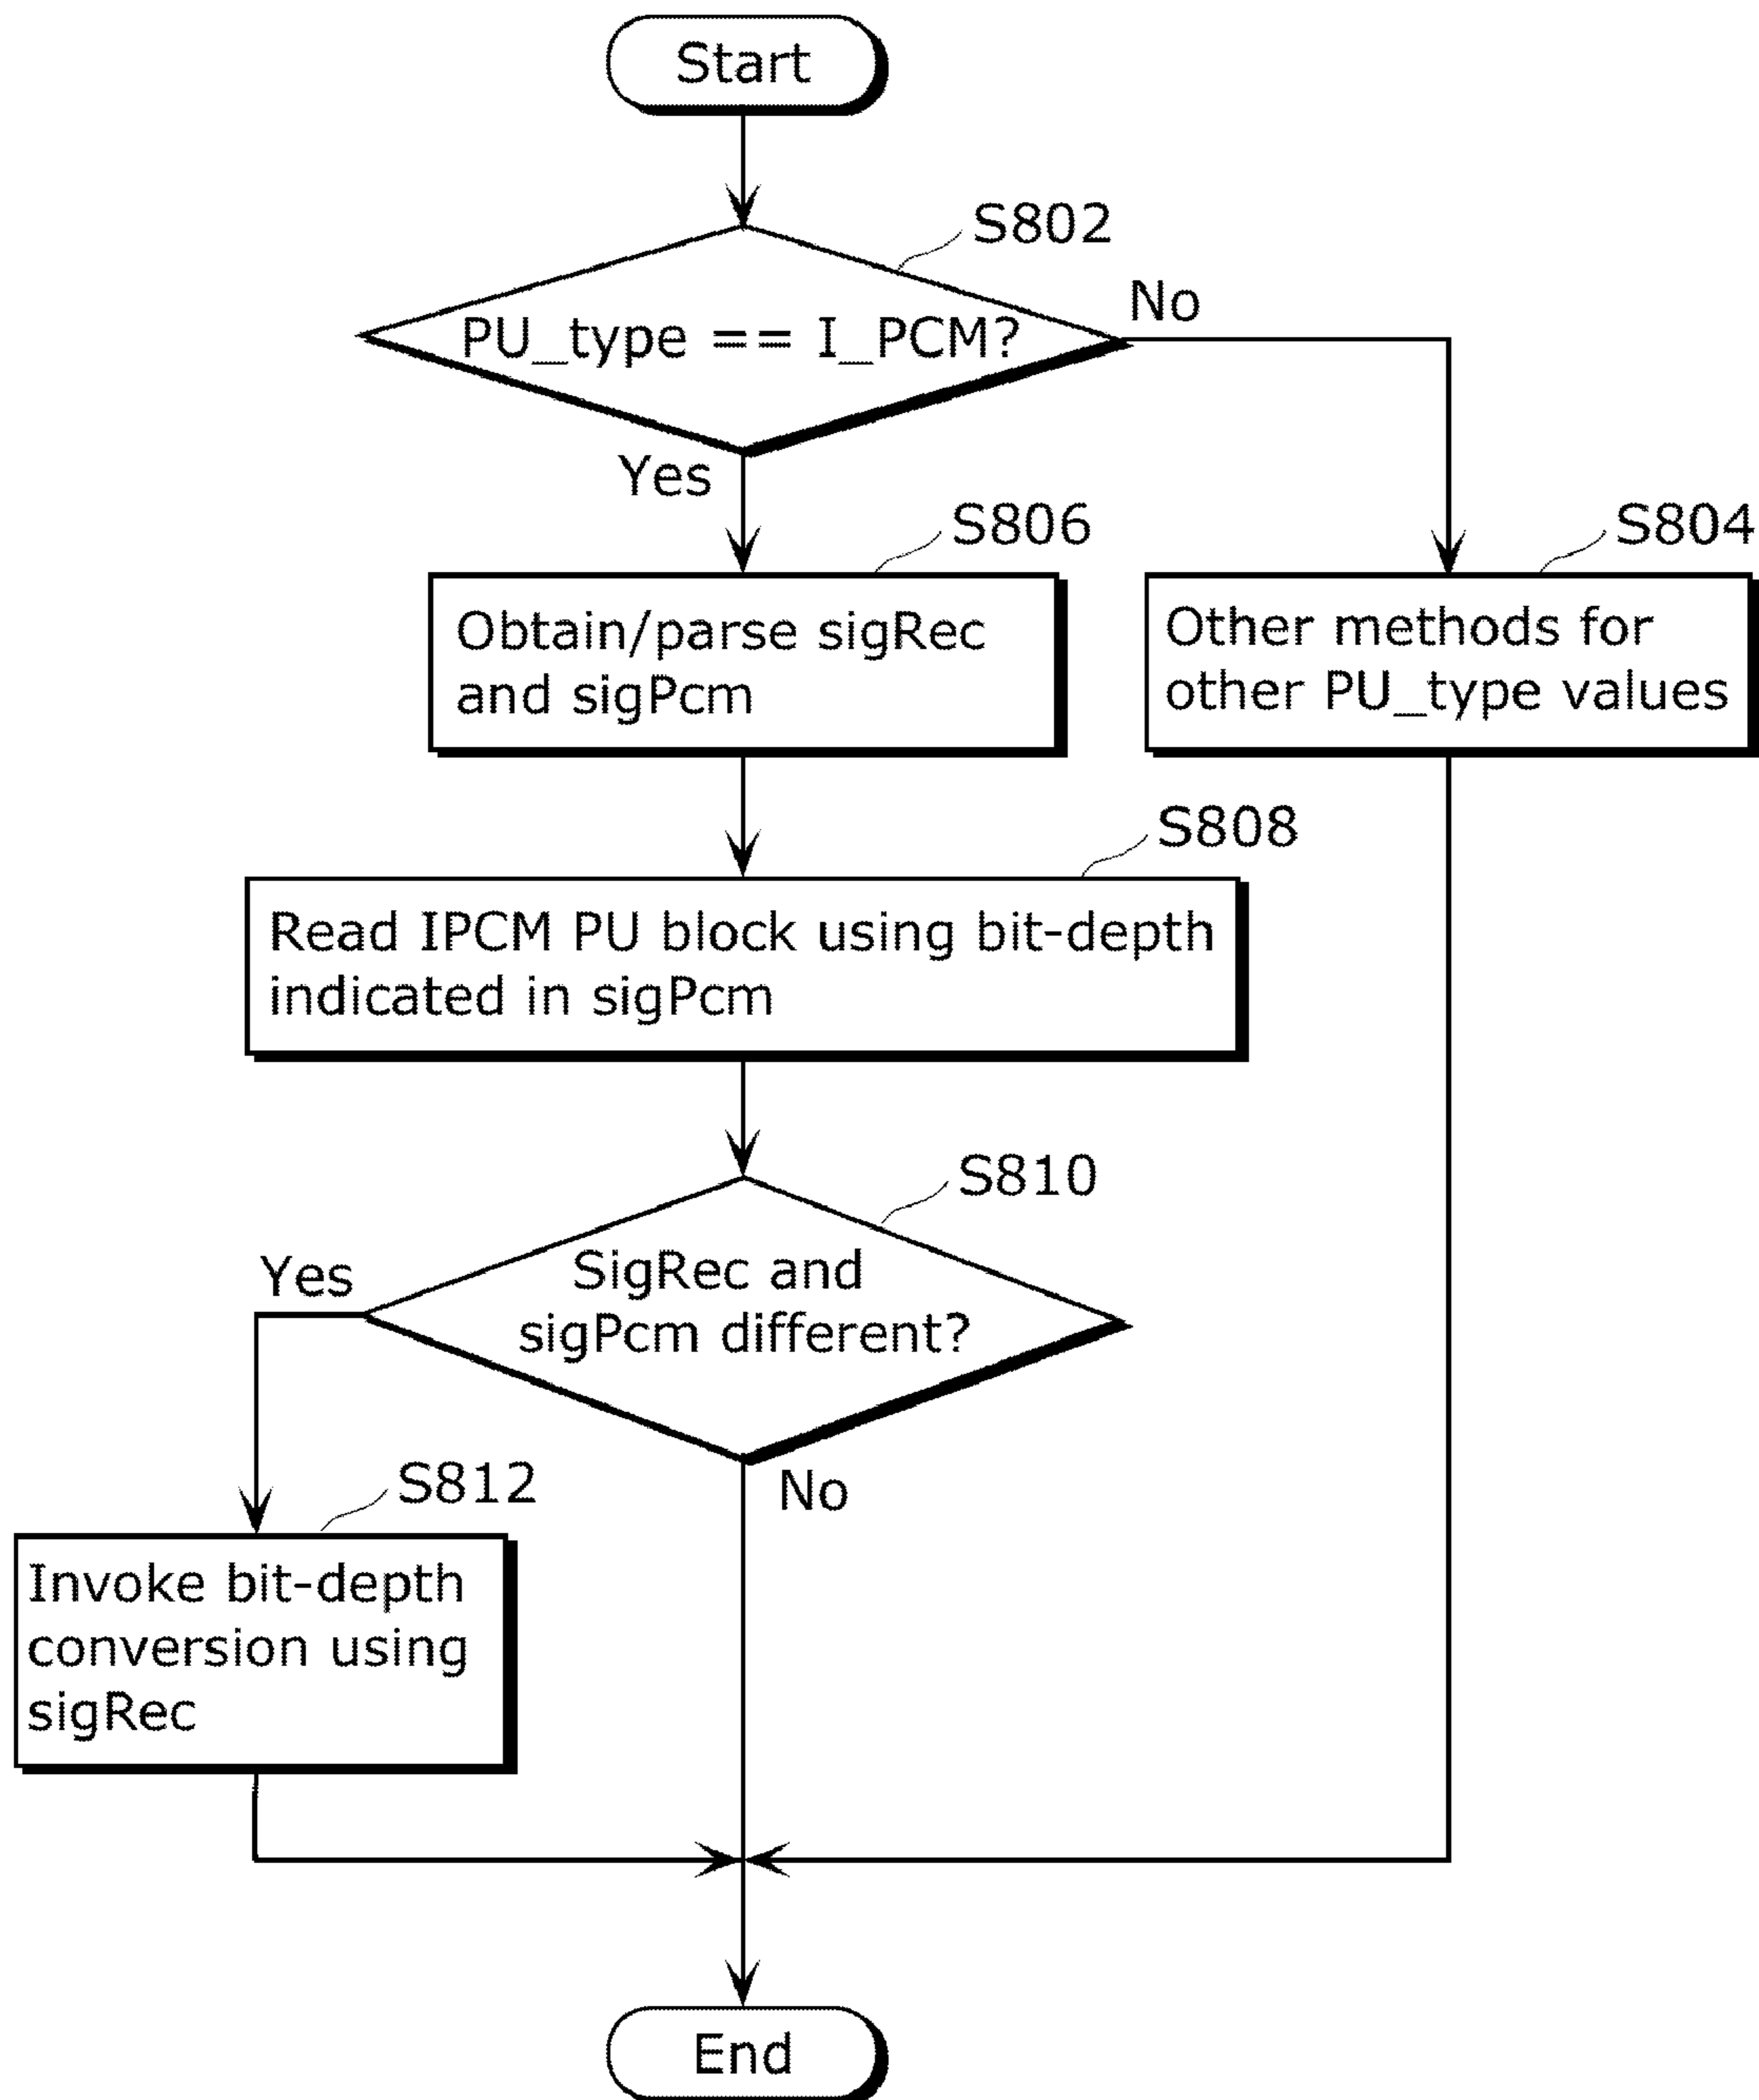 Start
S802
PU_type == I_PCM?
No
Yes
S806
S804
Obtain/parse sigRec
and sigPcm
Other methods for
other PU_type values
S808
Read IPCM PU block using bit-depth
indicated in sigPcm
S810
SigRec and
sigPcm different?
Yes
No
S812
Invoke bit-depth
conversion using
sigRec
End